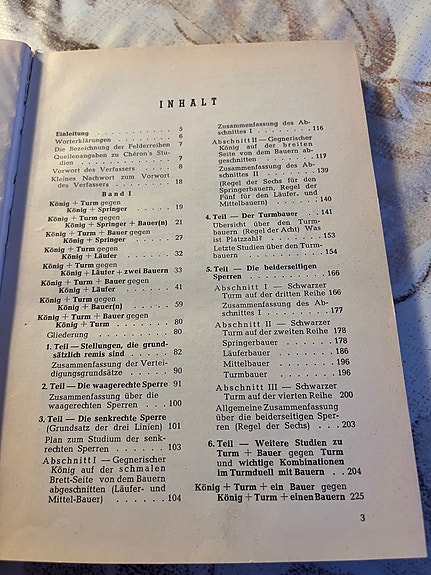 INHALT
Einleitung . . . . . . . . . . 5
Worterklärungen . . . . . . . 6
Die Bezeichnung der Felderreihen 7
Quellenangaben zu Chéron's Stu-
dien . . . . . . . . . . . 7
Vorwort des Verfassers . . . . 8
Kleines Nachwort zum Vorwort
des Verfassers . . . . . . . 18
Band I
König + Turm gegen
König + Springer . . . . 19
König + Turm gegen
König + Springer + Bauer(n) 21
König + Turm + Bauer gegen
König + Springer . . . . 27
König + Turm gegen
König + Läufer . . . . . 32
König + Turm gegen
König + Läufer + zwei Bauern 33
König + Turm + Bauer gegen
König + Läufer . . . . . 41
König + Turm gegen
König + Bauer(n) . . . . 59
König + Turm + Bauer gegen
König + Turm . . . . . . 80
Gliederung . . . . . . . 80
1. Teil — Stellungen, die grund-
sätzlich remis sind . . . . . 82
Zusammenfassung der Vertei-
digungsgrundsätze . . . . . 90
2. Teil — Die waagerechte Sperre 91
Zusammenfassung über die
waagerechten Sperren . . . . 100
3. Teil — Die senkrechte Sperre
(Grundsatz der drei Linien) 101
Plan zum Studium der senk-
rechten Sperren . . . . . . 103
Abschnitt I — Gegnerischer
König auf der schmalen
Brett-Seite von dem Bauern
abgeschnitten (Läufer- und
Mittel-Bauer) . . . . . . . 104
Zusammenfassung des Ab-
schnittes I . . . . . . . . 116
Abschnitt II — Gegnerischer
König auf der breiten
Seite von dem Bauern ab-
geschnitten . . . . . . . 117
Zusammenfassung des Ab-
schnittes II . . . . . . . 139
(Regel der Sechs für den
Springerbauern, Regel der
Fünf für den Läufer- und
Mittelbauern) . . . . . . . 140
4. Teil — Der Turmbauer . . 141
Übersicht über den Turm-
bauern (Regel der Acht) Was
ist Platzzahl? . . . . . . . 153
Letzte Studien über den Turm-
bauern . . . . . . . . . . 154
5. Teil — Die beiderseitigen
Sperren . . . . . . . . . 166
Abschnitt I — Schwarzer
Turm auf der dritten Reihe 166
Zusammenfassung des Ab-
schnittes I . . . . . . . . 177
Abschnitt II — Schwarzer
Turm auf der zweiten Reihe 178
Springerbauer . . . . . . 178
Läuferbauer . . . . . . . 186
Mittelbauer . . . . . . . 196
Turmbauer . . . . . . . 196
Abschnitt III — Schwarzer
Turm auf der vierten Reihe 200
Allgemeine Zusammenfassung
über die beiderseitigen Sper-
ren (Regel der Sechs) . . . . 203
6. Teil — Weitere Studien zu
Turm + Bauer gegen Turm
und wichtige Kombinationen
im Turmduell mit Bauern . . 204
König + Turm + ein Bauer gegen
König + Turm + einen Bauern 225
3